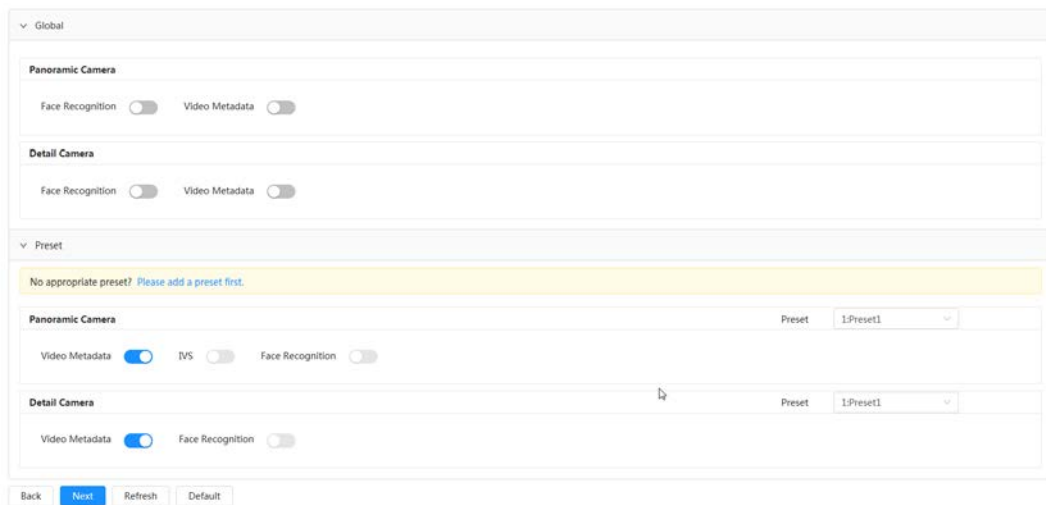 Global
Panoramic Camera
Face Recognition Video Metadata
Detail Camera
Face Recognition Video Metadata
Preset
No appropriate preset? Please add a preset first.
Panoramic Camera Preset 1:Preset1
Video Metadata IVS Face Recognition
Detail Camera Preset 1:Preset1
Video Metadata Face Recognition
Back Next Refresh Default